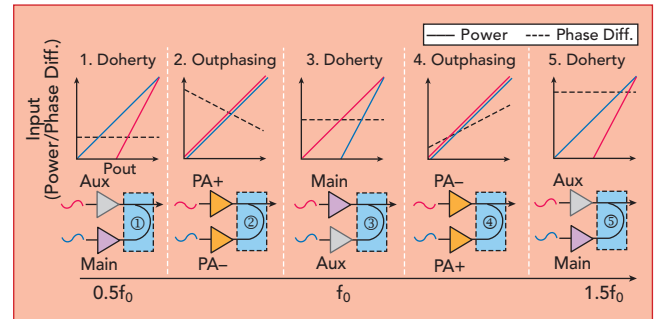 Power Phase Diff.
1. Doherty 2. Outphasing 3. Doherty 4. Outphasing 5. Doherty
Input
(Power/Phase Diff.)
Pout
Aux PA+ Main PA– Aux
① ② ③ ④ ⑤
Main PA– Aux PA+ Main
0.5f₀ f₀ 1.5f₀